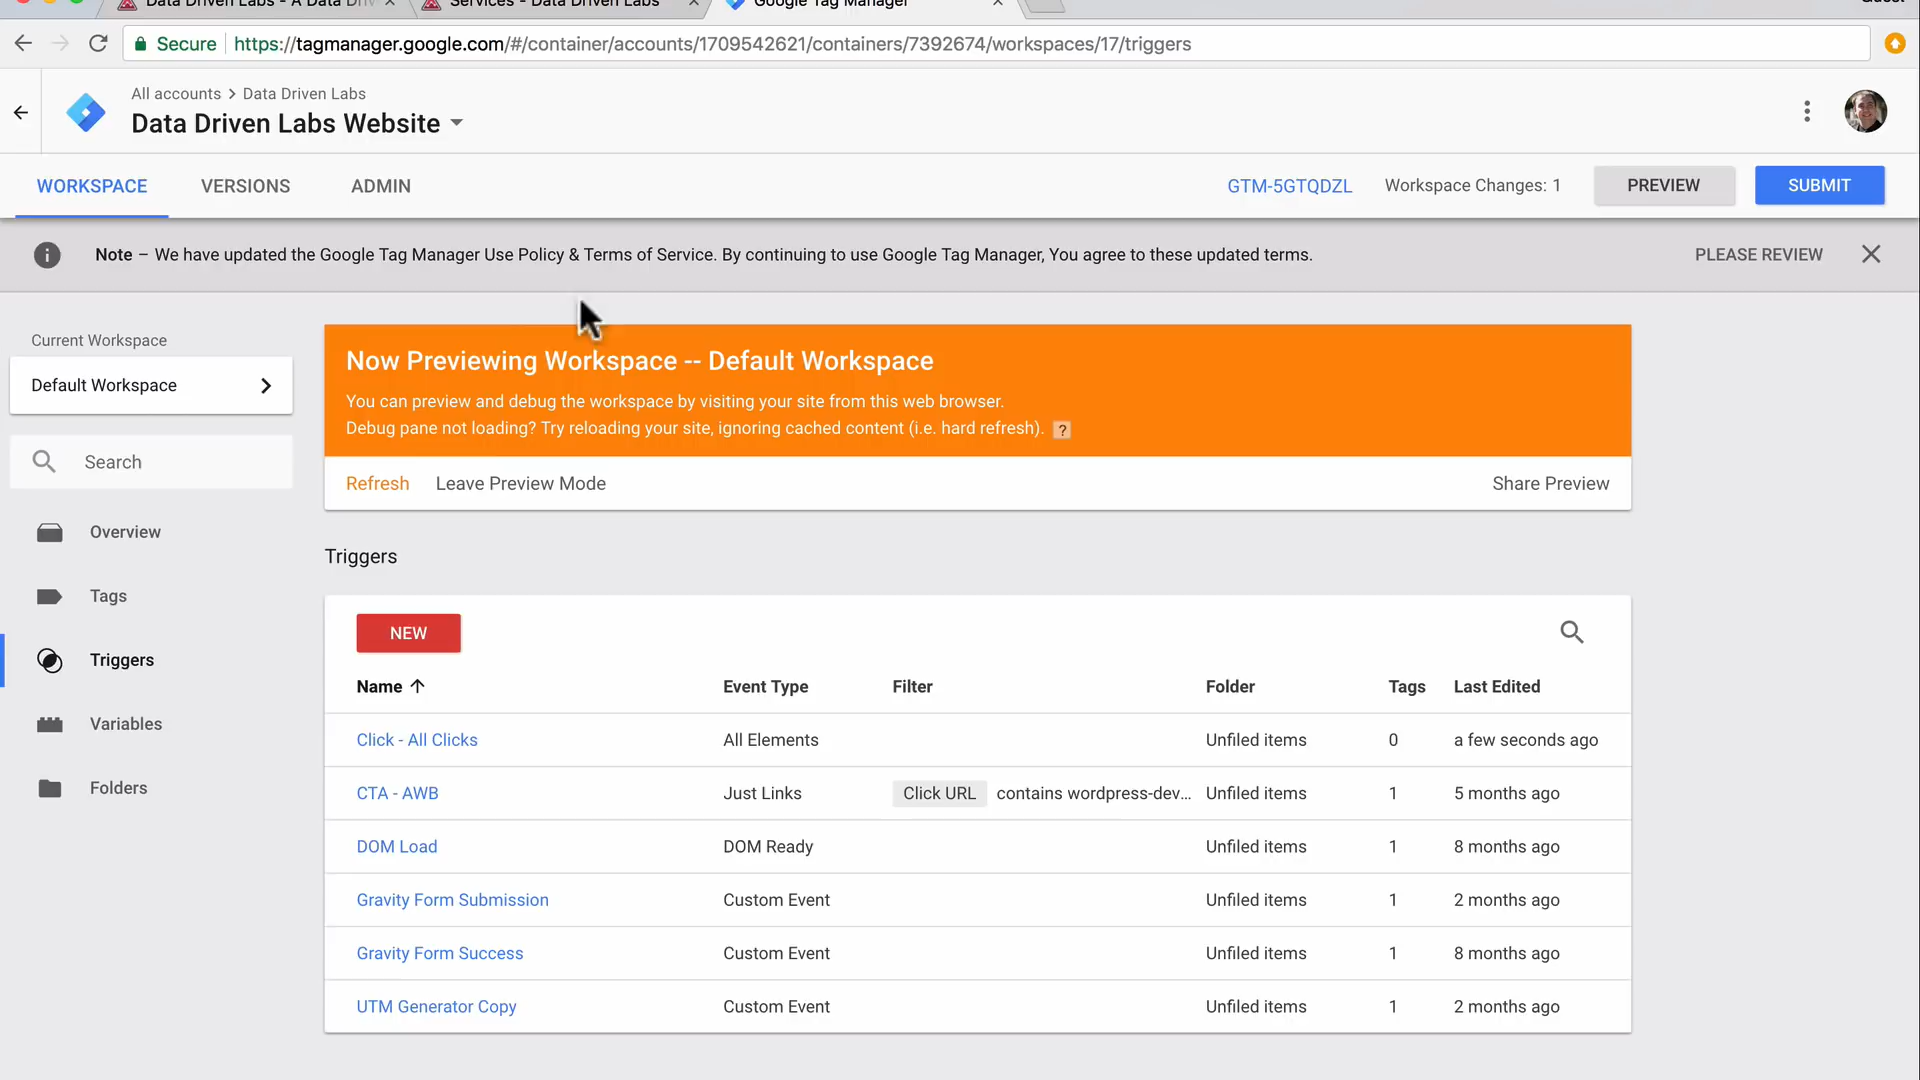 Data Driven Labs - A Data Driv
Services - Data Driven Labs
Google Tag Manager
Guest
Secure https://tagmanager.google.com/#/container/accounts/1709542621/containers/7392674/workspaces/17/triggers
All accounts > Data Driven Labs
Data Driven Labs Website
WORKSPACE VERSIONS ADMIN GTM-5GTQDZL Workspace Changes: 1 PREVIEW SUBMIT
Note – We have updated the Google Tag Manager Use Policy & Terms of Service. By continuing to use Google Tag Manager, You agree to these updated terms. PLEASE REVIEW
Current Workspace
Default Workspace
Search
Overview
Tags
Triggers
Variables
Folders
Now Previewing Workspace -- Default Workspace
You can preview and debug the workspace by visiting your site from this web browser.
Debug pane not loading? Try reloading your site, ignoring cached content (i.e. hard refresh). ?
Refresh Leave Preview Mode Share Preview
Triggers
NEW
Name Event Type Filter Folder Tags Last Edited
Click - All Clicks All Elements Unfiled items 0 a few seconds ago
CTA - AWB Just Links Click URL contains wordpress-dev... Unfiled items 1 5 months ago
DOM Load DOM Ready Unfiled items 1 8 months ago
Gravity Form Submission Custom Event Unfiled items 1 2 months ago
Gravity Form Success Custom Event Unfiled items 1 8 months ago
UTM Generator Copy Custom Event Unfiled items 1 2 months ago